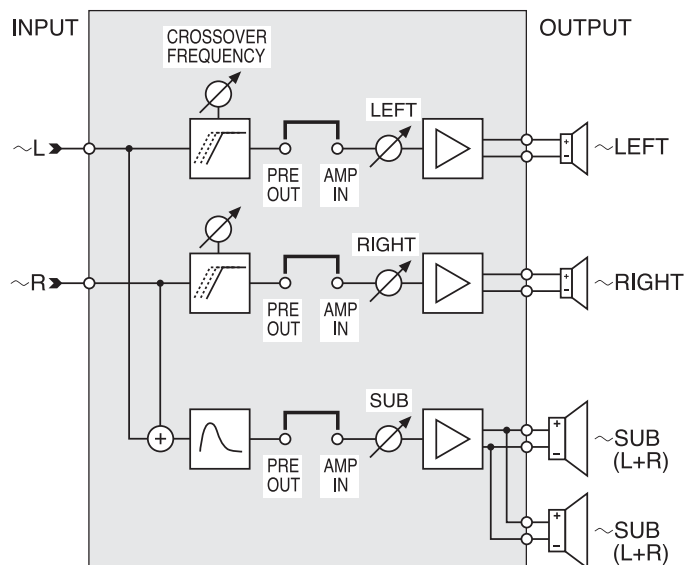 INPUT
OUTPUT
CROSSOVER
FREQUENCY
LEFT
~L
+
-
~LEFT
PRE
OUT
AMP
IN
RIGHT
~R
+
-
~RIGHT
PRE
OUT
AMP
IN
SUB
+
+
-
~SUB
(L+R)
PRE
OUT
AMP
IN
+
-
~SUB
(L+R)